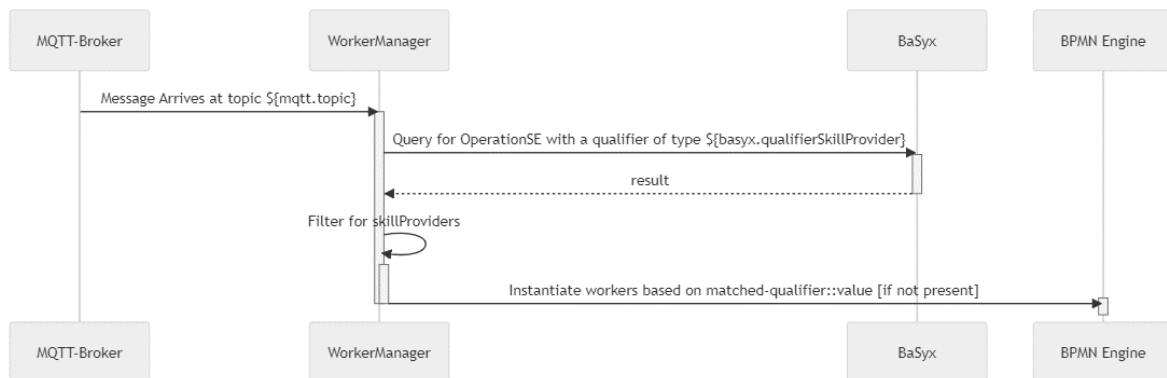 MQTT-Broker
WorkerManager
BaSyx
BPMN Engine
Message Arrives at topic ${mqtt.topic}
Query for OperationSE with a qualifier of type ${basyx.qualifierSkillProvider}
result
Filter for skillProviders
Instantiate workers based on matched-qualifier::value [if not present]
MQTT-Broker
WorkerManager
BaSyx
BPMN Engine